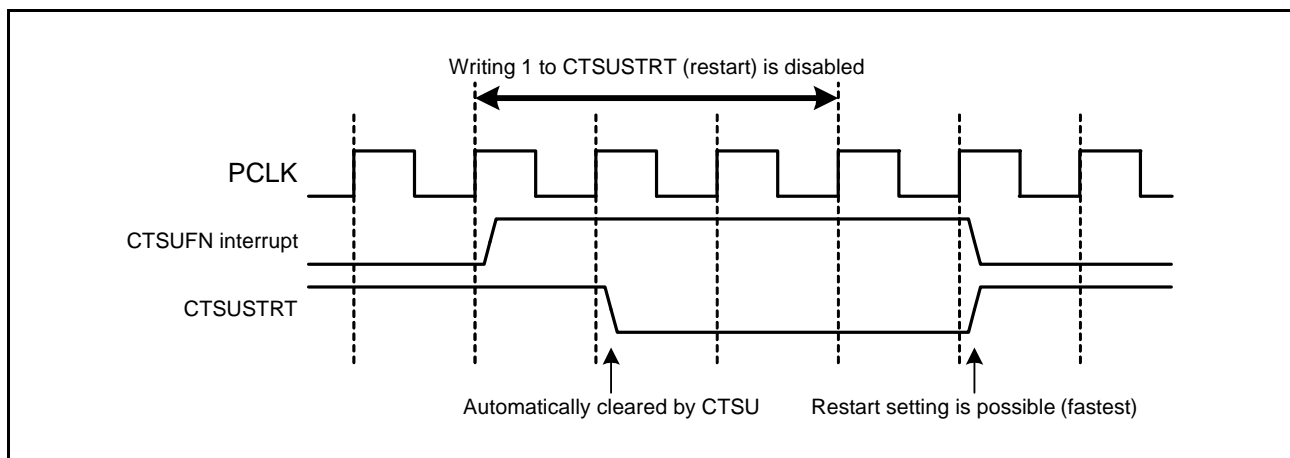 Writing 1 to CTSUSTRT (restart) is disabled
PCLK
CTSUFN interrupt
CTSUSTRT
Automatically cleared by CTSU
Restart setting is possible (fastest)